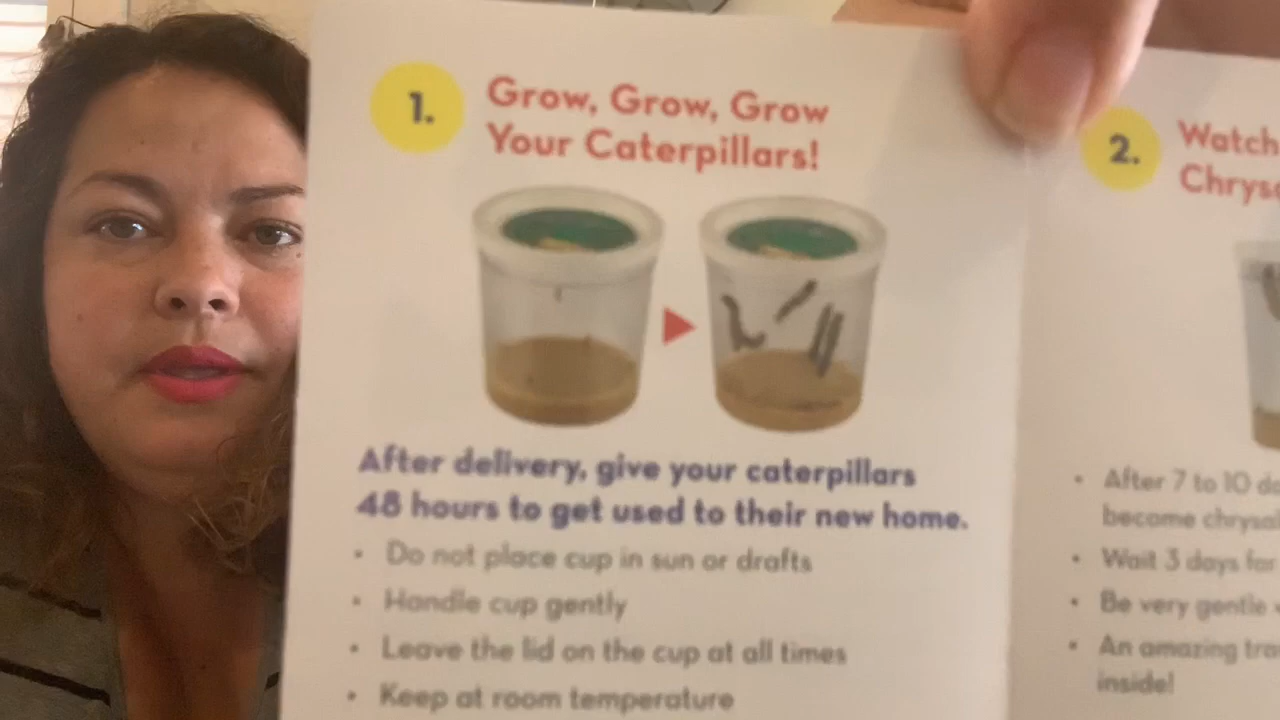 1.
Grow, Grow, Grow
Your Caterpillars!
After delivery, give your caterpillars
48 hours to get used to their new home.
• Do not place cup in sun or drafts
• Handle cup gently
• Leave the lid on the cup at all times
• Keep at room temperature
2.
Watch
• After 7 to 10
become
• Wait 3 days for
• Be very gentle
• An amazing
inside!